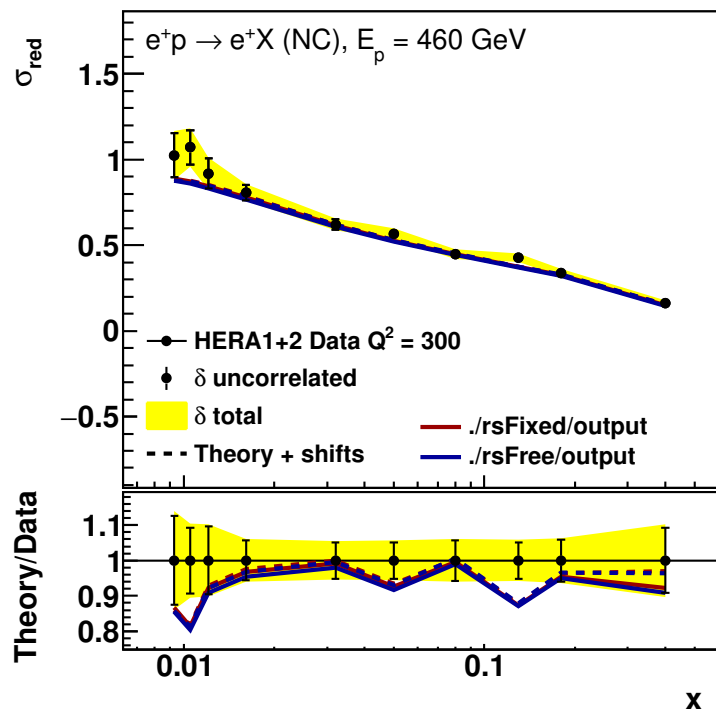 e⁺p → e⁺X (NC), E_p = 460 GeV
σ_red
1.5
1
0.5
0
−0.5
HERA1+2 Data Q² = 300
δ uncorrelated
δ total
Theory + shifts
./rsFixed/output
./rsFree/output
Theory/Data
1.1
1
0.9
0.8
0.01
0.1
x